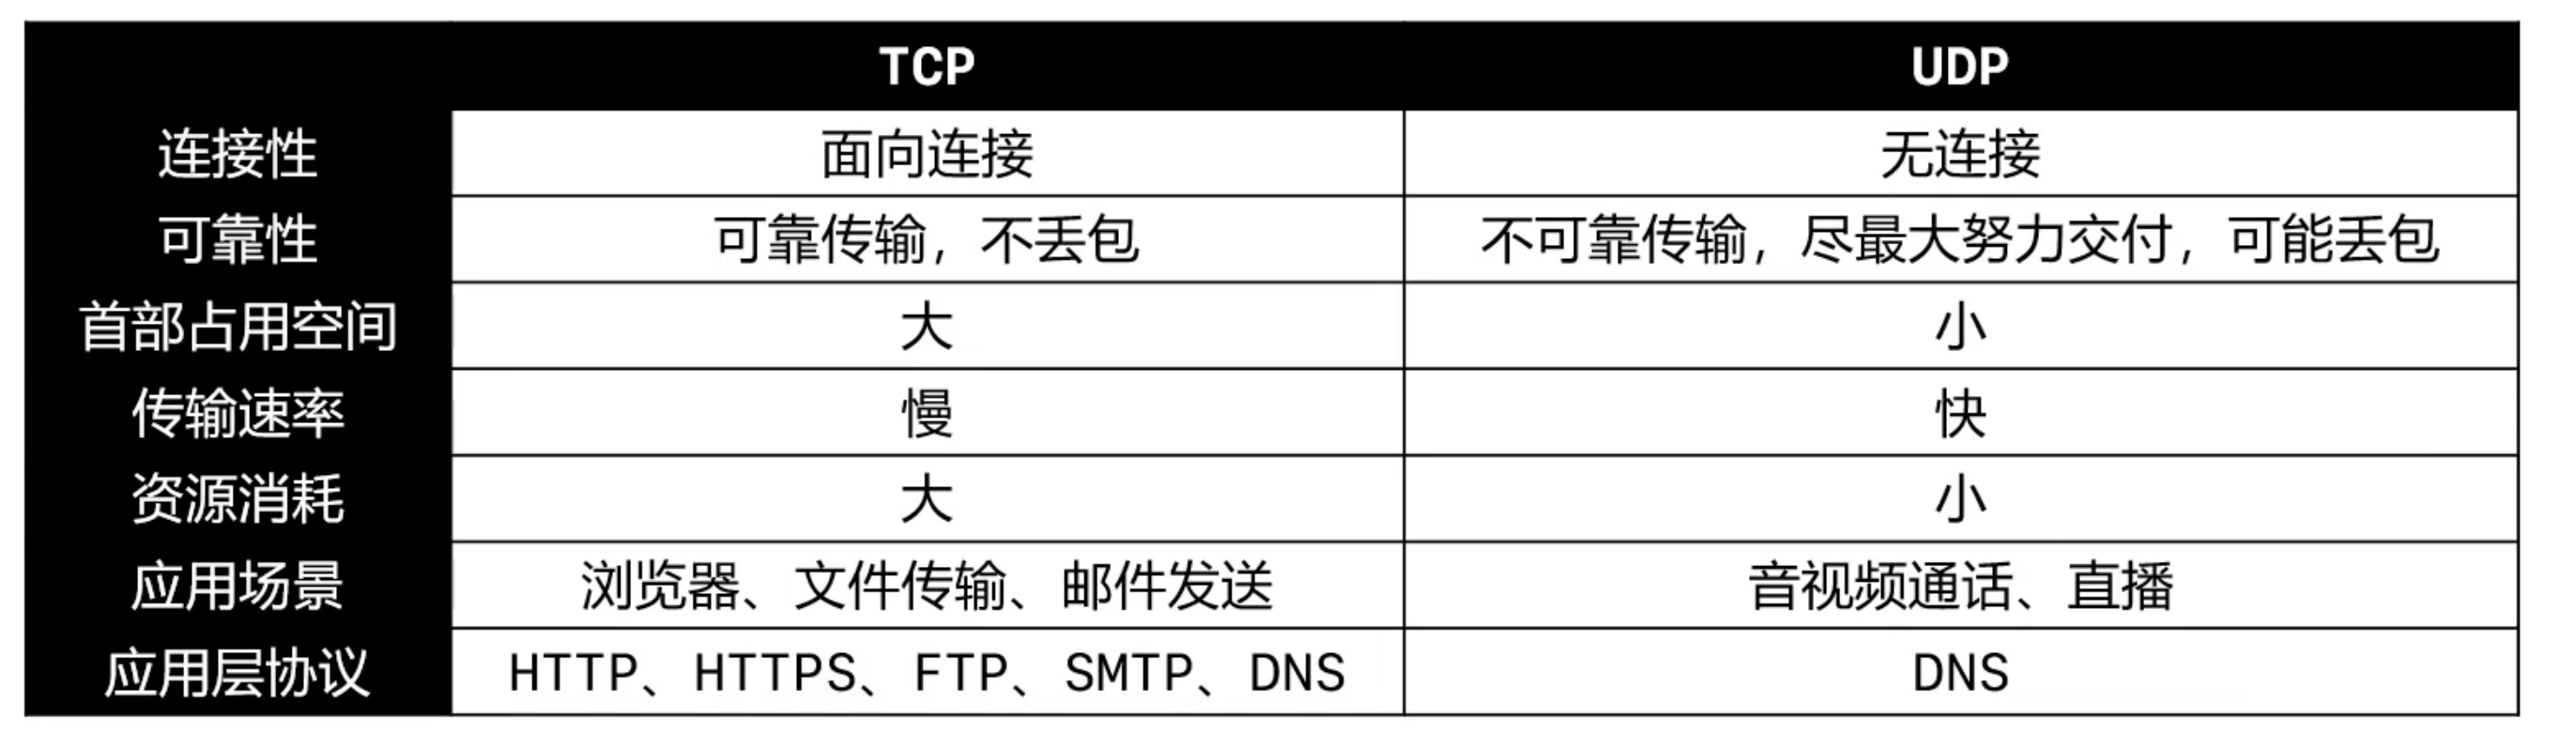 TCP UDP
连接性 面向连接 无连接
可靠性 可靠传输，不丢包 不可靠传输，尽最大努力交付，可能丢包
首部占用空间 大 小
传输速率 慢 快
资源消耗 大 小
应用场景 浏览器、文件传输、邮件发送 音视频通话、直播
应用层协议 HTTP、HTTPS、FTP、SMTP、DNS DNS